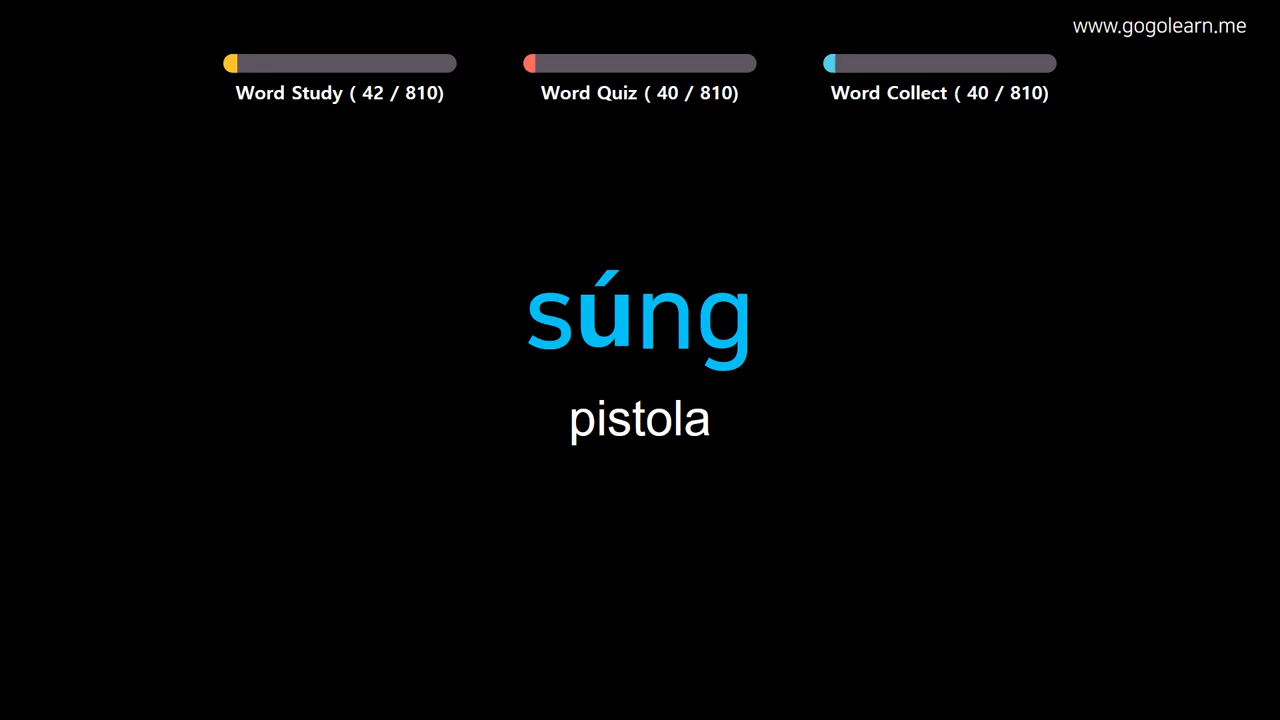 www.gogolearn.me
Word Study ( 42 / 810)
Word Quiz ( 40 / 810)
Word Collect ( 40 / 810)
súng
pistola